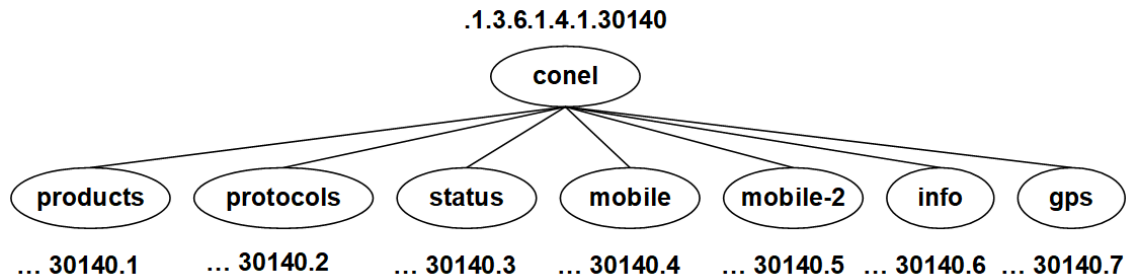 .1.3.6.1.4.1.30140
conel
products protocols status mobile mobile-2 info gps
... 30140.1 ... 30140.2 ... 30140.3 ... 30140.4 ... 30140.5 ... 30140.6 ... 30140.7